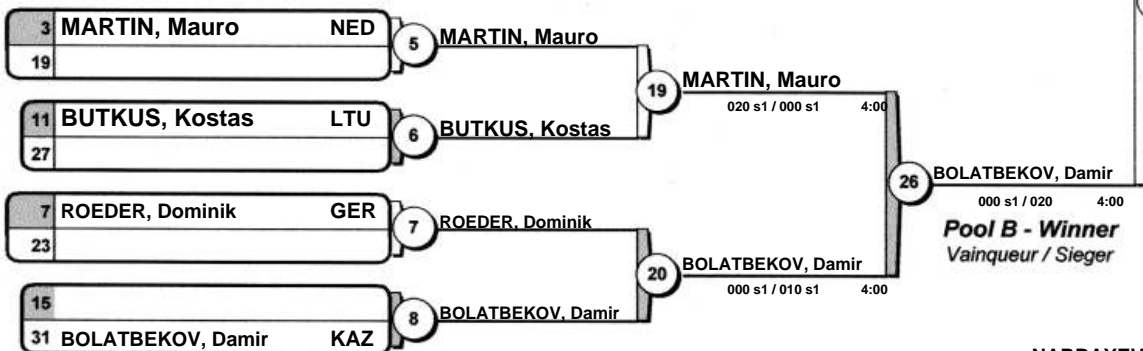 3 MARTIN, Mauro NED
19
5
MARTIN, Mauro
11 BUTKUS, Kostas LTU
27
6
BUTKUS, Kostas
19
MARTIN, Mauro
020 s1 / 000 s1 4:00
7 ROEDER, Dominik GER
23
7
ROEDER, Dominik
15
31 BOLATBEKOV, Damir KAZ
8
BOLATBEKOV, Damir
20
BOLATBEKOV, Damir
000 s1 / 010 s1 4:00
26
BOLATBEKOV, Damir
000 s1 / 020 4:00
Pool B - Winner
Vainqueur / Sieger